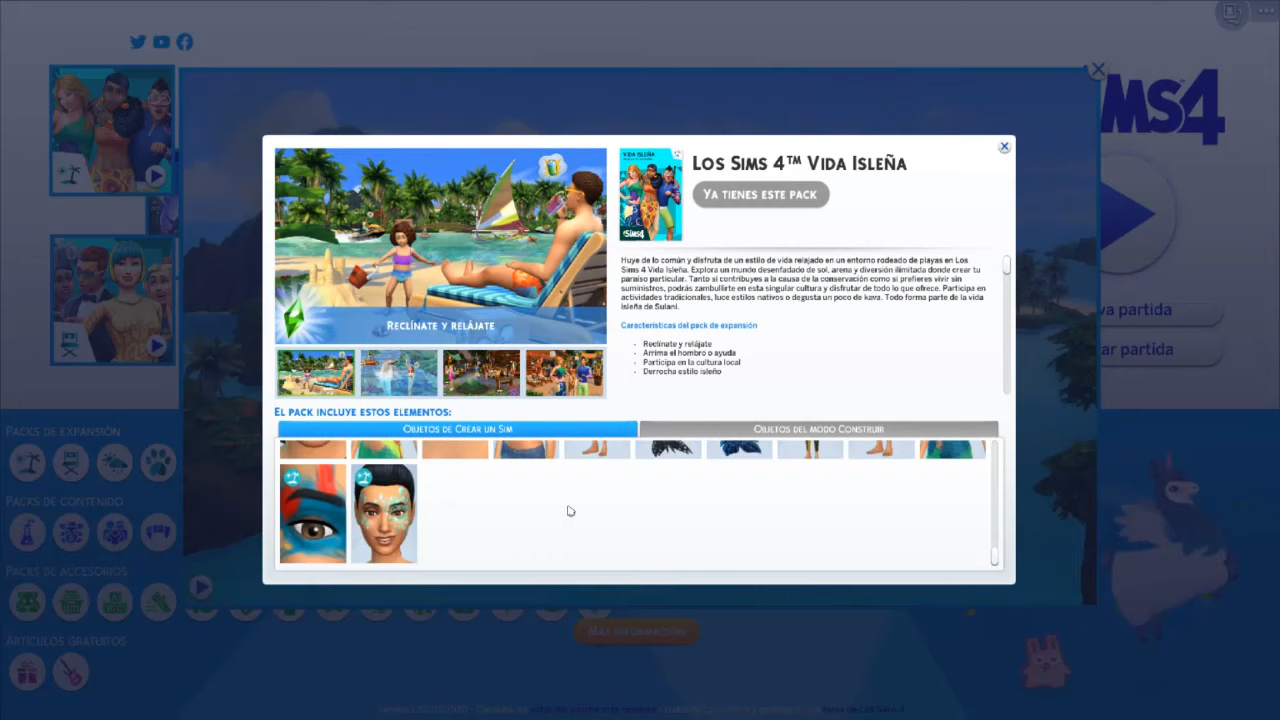 MS4
LOS SIMS 4™ VIDA ISLEÑA
YA TIENES ESTE PACK
VIDA ISLEÑA
SIMS4
Huye de lo común y disfruta de un estilo de vida relajado en un entorno rodeado de playas en Los
Sims 4 Vida Isleña. Explora un mundo desenfadado de sol, arena y diversión ilimitada donde crear tu
paraíso particular. Tanto si contribuyes a la causa de la conservación como si prefieres vivir sin
suministros, podrás zambullirte en esta singular cultura y disfrutar de todo lo que ofrece. Participa en
actividades tradicionales, luce estilos nativos o degusta un poco de kava. Todo forma parte de la vida
isleña de Sulani.
Características del pack de expansión
- Reclínate y relájate
- Arrima el hombro o ayuda
- Participa en la cultura local
- Derrocha estilo isleño
RECLÍNATE Y RELÁJATE
EL PACK INCLUYE ESTOS ELEMENTOS:
OBJETOS DE CREAR UN SIM
OBJETOS DEL MODO CONSTRUIR
va partida
ar partida
PACKS DE EXPANSIÓN
PACKS DE CONTENIDO
PACKS DE ACCESORIOS
ARTÍCULOS GRATUITOS
MÁS INFORMACIÓN